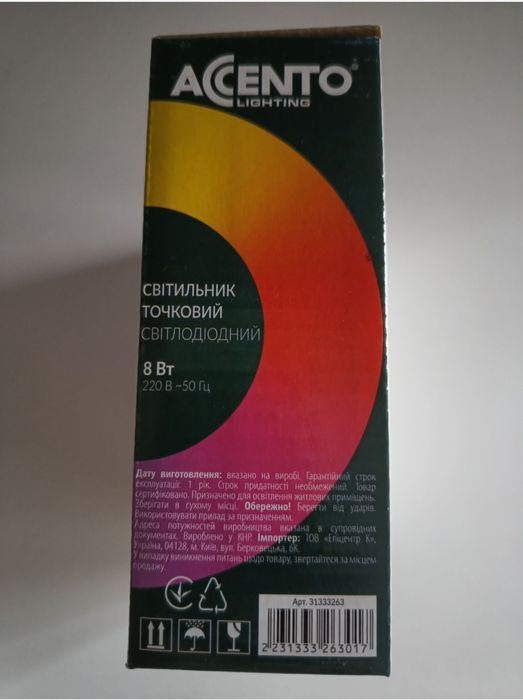 ACCENTO®
LIGHTING
СВІТИЛЬНИК
ТОЧКОВИЙ
СВІТЛОДІОДНИЙ
8 Вт
220 В ~50 Гц
Дату виготовлення: вказано на виробі. Гарантійний строк
експлуатації: 1 рік. Строк придатності необмежений. Товар
сертифіковано. Призначено для освітлення житлових приміщень.
Зберігати в сухому місці. Обережно! Берегти від ударів.
Використовувати прилад за призначенням.
Адреса потужностей виробництва вказана в супровідних
документах. Вироблено у КНР. Імпортер: ТОВ «Епіцентр К»,
Україна, 04128, м. Київ, вул. Берковецька, 6К.
У випадку виникнення питань щодо товару, звертайтеся за місцем
продажу.
Арт. 31333263
2 231333 263017